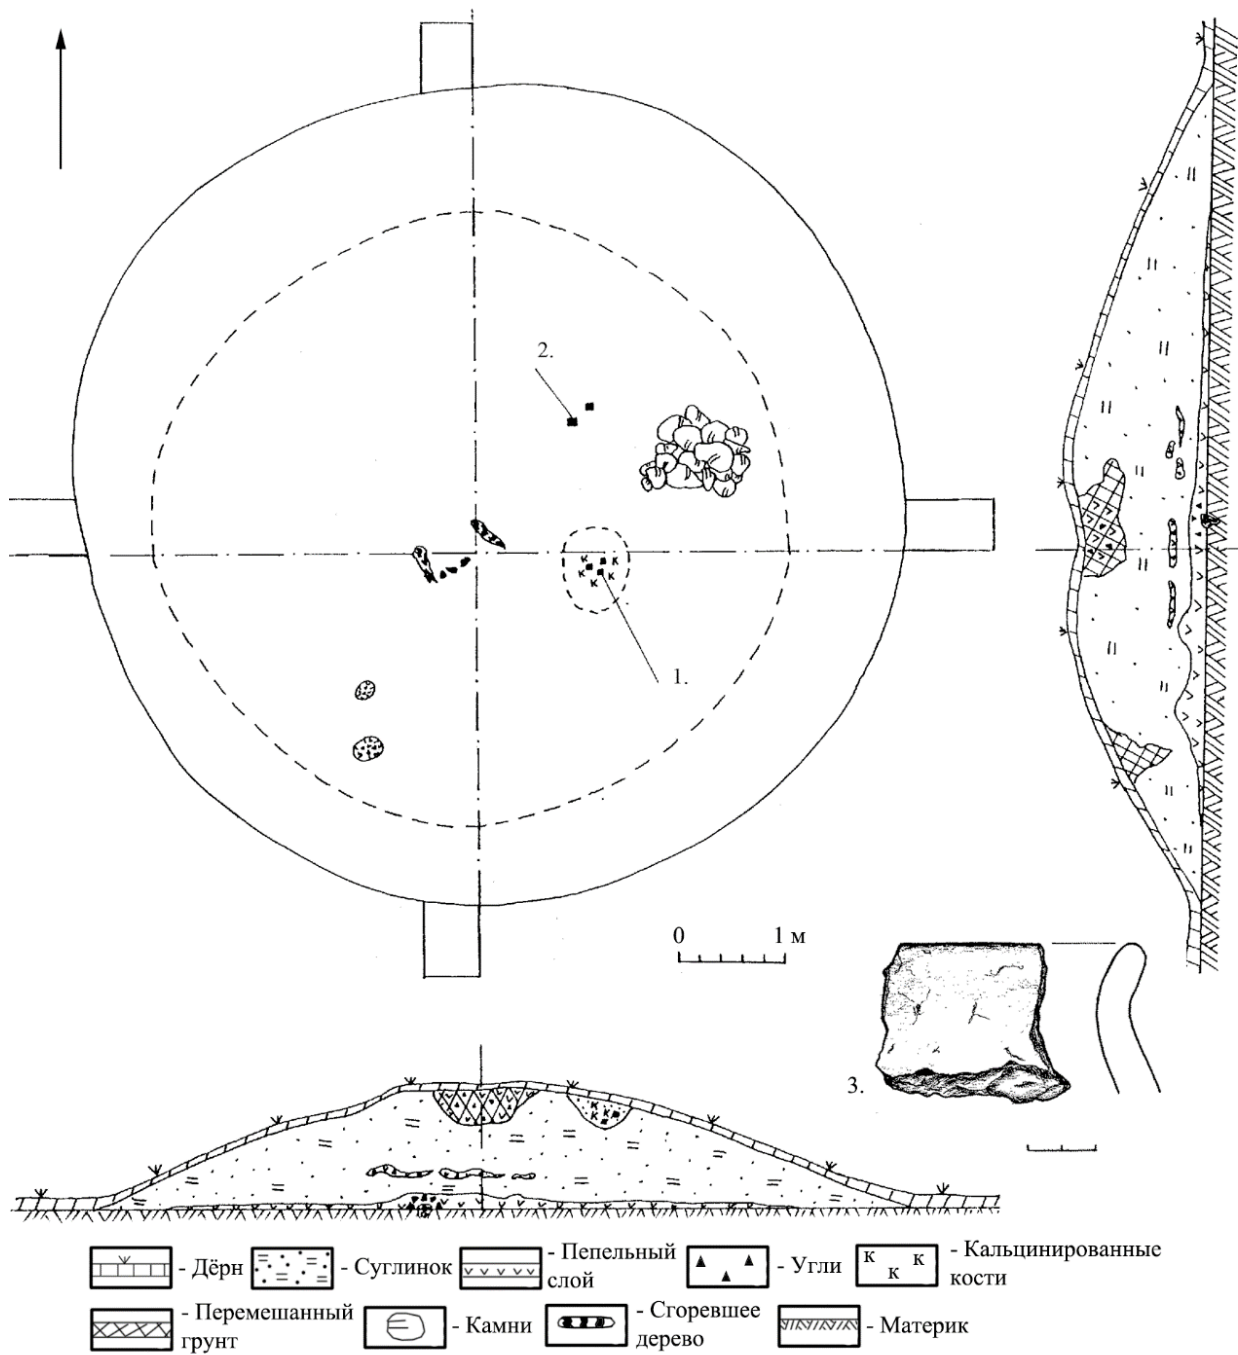 2.
1.
0 1 м
3.
- Дёрн
- Суглинок
- Пепельный
слой
- Угли
к к к
- Кальцинированные
кости
- Перемешанный
грунт
- Камни
- Сгоревшее
дерево
- Материк